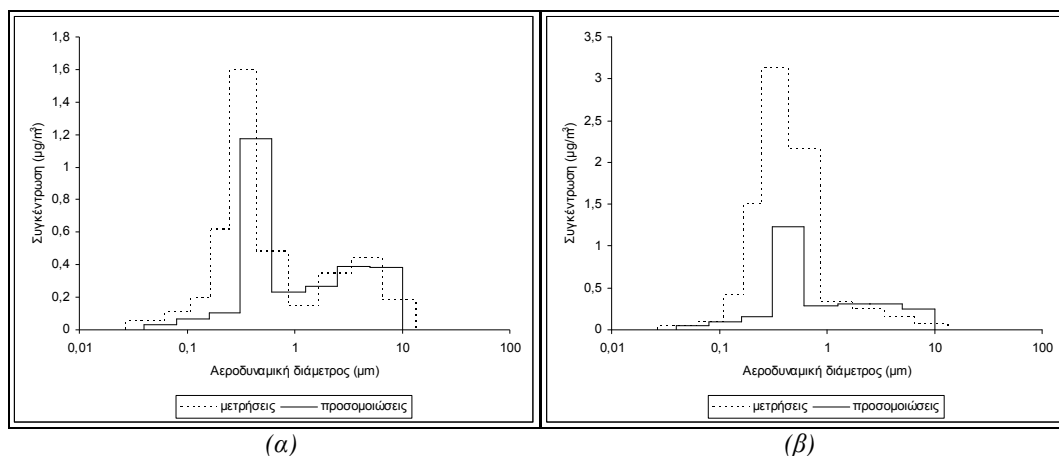 1,8
1,6
1,4
1,2
1
0,8
0,6
0,4
0,2
0
Συγκέντρωση (μg/m³)
0,01 0,1 1 10 100
Αεροδυναμική διάμετρος (μm)
μετρήσεις προσομοιώσεις
(α)
3,5
3
2,5
2
1,5
1
0,5
0
Συγκέντρωση (μg/m³)
0,01 0,1 1 10 100
Αεροδυναμική διάμετρος (μm)
μετρήσεις προσομοιώσεις
(β)